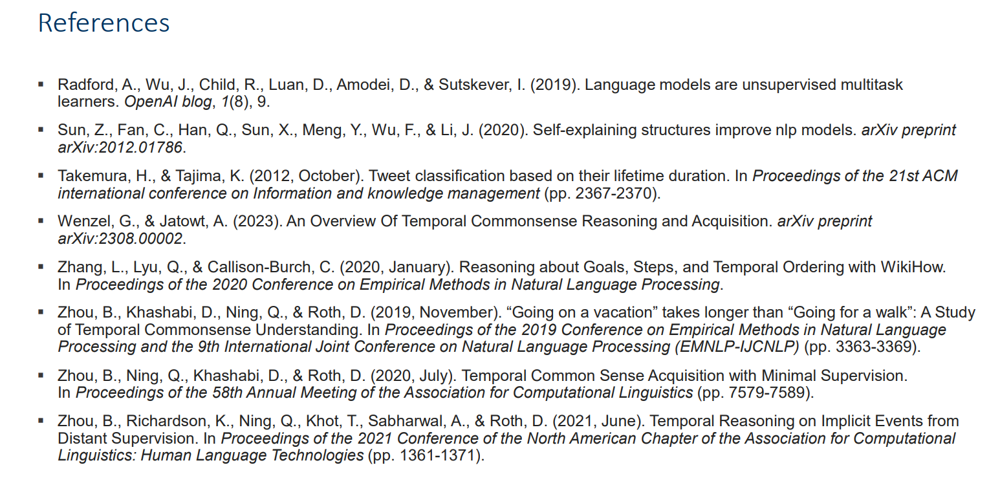 References
▪ Radford, A., Wu, J., Child, R., Luan, D., Amodei, D., & Sutskever, I. (2019). Language models are unsupervised multitask
learners. OpenAI blog, 1(8), 9.
▪ Sun, Z., Fan, C., Han, Q., Sun, X., Meng, Y., Wu, F., & Li, J. (2020). Self-explaining structures improve nlp models. arXiv preprint
arXiv:2012.01786.
▪ Takemura, H., & Tajima, K. (2012, October). Tweet classification based on their lifetime duration. In Proceedings of the 21st ACM
international conference on Information and knowledge management (pp. 2367-2370).
▪ Wenzel, G., & Jatowt, A. (2023). An Overview Of Temporal Commonsense Reasoning and Acquisition. arXiv preprint
arXiv:2308.00002.
▪ Zhang, L., Lyu, Q., & Callison-Burch, C. (2020, January). Reasoning about Goals, Steps, and Temporal Ordering with WikiHow.
In Proceedings of the 2020 Conference on Empirical Methods in Natural Language Processing.
▪ Zhou, B., Khashabi, D., Ning, Q., & Roth, D. (2019, November). “Going on a vacation” takes longer than “Going for a walk”: A Study
of Temporal Commonsense Understanding. In Proceedings of the 2019 Conference on Empirical Methods in Natural Language
Processing and the 9th International Joint Conference on Natural Language Processing (EMNLP-IJCNLP) (pp. 3363-3369).
▪ Zhou, B., Ning, Q., Khashabi, D., & Roth, D. (2020, July). Temporal Common Sense Acquisition with Minimal Supervision.
In Proceedings of the 58th Annual Meeting of the Association for Computational Linguistics (pp. 7579-7589).
▪ Zhou, B., Richardson, K., Ning, Q., Khot, T., Sabharwal, A., & Roth, D. (2021, June). Temporal Reasoning on Implicit Events from
Distant Supervision. In Proceedings of the 2021 Conference of the North American Chapter of the Association for Computational
Linguistics: Human Language Technologies (pp. 1361-1371).